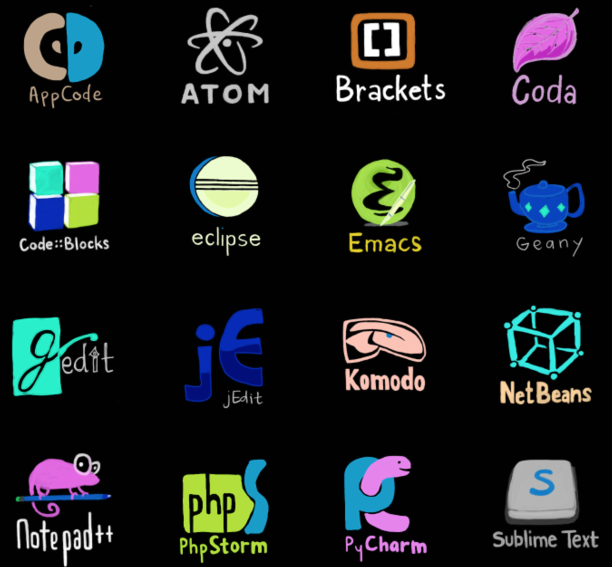 AppCode
ATOM
[]
Brackets
Coda
Code::Blocks
eclipse
Emacs
Geany
gedit
jE
jEdit
Komodo
NetBeans
Notepad++
php S
PhpStorm
PC
PyCharm
S
Sublime Text